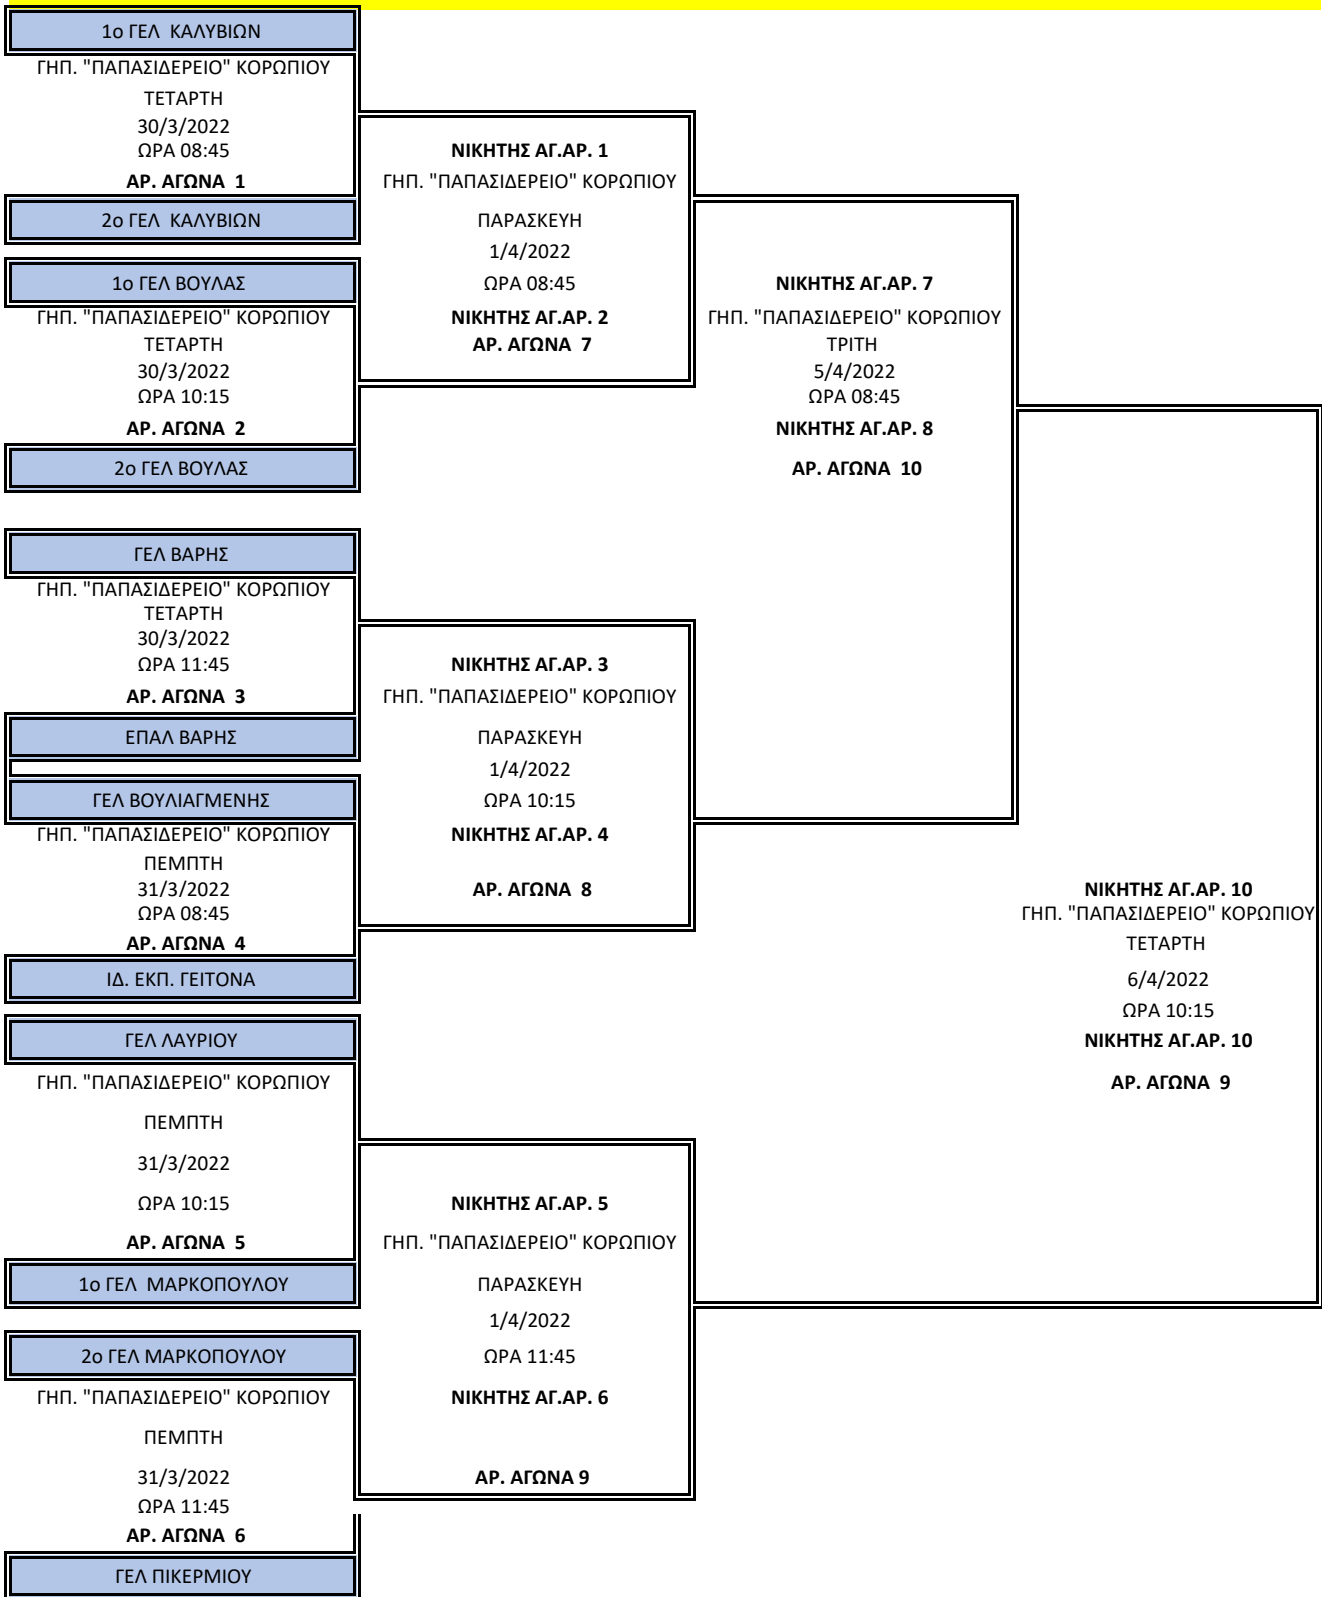 1ο ΓΕΛ  ΚΑΛΥΒΙΩΝ
ΓΗΠ. "ΠΑΠΑΣΙΔΕΡΕΙΟ" ΚΟΡΩΠΙΟΥ
ΤΕΤΑΡΤΗ
30/3/2022
ΩΡΑ 08:45
ΑΡ. ΑΓΩΝΑ  1
2ο ΓΕΛ  ΚΑΛΥΒΙΩΝ
1ο ΓΕΛ ΒΟΥΛΑΣ
ΓΗΠ. "ΠΑΠΑΣΙΔΕΡΕΙΟ" ΚΟΡΩΠΙΟΥ
ΤΕΤΑΡΤΗ
30/3/2022
ΩΡΑ 10:15
ΑΡ. ΑΓΩΝΑ  2
2ο ΓΕΛ ΒΟΥΛΑΣ
ΓΕΛ ΒΑΡΗΣ
ΓΗΠ. "ΠΑΠΑΣΙΔΕΡΕΙΟ" ΚΟΡΩΠΙΟΥ
ΤΕΤΑΡΤΗ
30/3/2022
ΩΡΑ 11:45
ΑΡ. ΑΓΩΝΑ  3
ΕΠΑΛ ΒΑΡΗΣ
ΓΕΛ ΒΟΥΛΙΑΓΜΕΝΗΣ
ΓΗΠ. "ΠΑΠΑΣΙΔΕΡΕΙΟ" ΚΟΡΩΠΙΟΥ
ΠΕΜΠΤΗ
31/3/2022
ΩΡΑ 08:45
ΑΡ. ΑΓΩΝΑ  4
ΙΔ. ΕΚΠ. ΓΕΙΤΟΝΑ
ΓΕΛ ΛΑΥΡΙΟΥ
ΓΗΠ. "ΠΑΠΑΣΙΔΕΡΕΙΟ" ΚΟΡΩΠΙΟΥ
ΠΕΜΠΤΗ
31/3/2022
ΩΡΑ 10:15
ΑΡ. ΑΓΩΝΑ  5
1ο ΓΕΛ  ΜΑΡΚΟΠΟΥΛΟΥ
2ο ΓΕΛ ΜΑΡΚΟΠΟΥΛΟΥ
ΓΗΠ. "ΠΑΠΑΣΙΔΕΡΕΙΟ" ΚΟΡΩΠΙΟΥ
ΠΕΜΠΤΗ
31/3/2022
ΩΡΑ 11:45
ΑΡ. ΑΓΩΝΑ  6
ΓΕΛ ΠΙΚΕΡΜΙΟΥ
ΝΙΚΗΤΗΣ ΑΓ.ΑΡ. 1
ΓΗΠ. "ΠΑΠΑΣΙΔΕΡΕΙΟ" ΚΟΡΩΠΙΟΥ
ΠΑΡΑΣΚΕΥΗ
1/4/2022
ΩΡΑ 08:45
ΝΙΚΗΤΗΣ ΑΓ.ΑΡ. 2
ΑΡ. ΑΓΩΝΑ  7
ΝΙΚΗΤΗΣ ΑΓ.ΑΡ. 3
ΓΗΠ. "ΠΑΠΑΣΙΔΕΡΕΙΟ" ΚΟΡΩΠΙΟΥ
ΠΑΡΑΣΚΕΥΗ
1/4/2022
ΩΡΑ 10:15
ΝΙΚΗΤΗΣ ΑΓ.ΑΡ. 4
ΑΡ. ΑΓΩΝΑ  8
ΝΙΚΗΤΗΣ ΑΓ.ΑΡ. 5
ΓΗΠ. "ΠΑΠΑΣΙΔΕΡΕΙΟ" ΚΟΡΩΠΙΟΥ
ΠΑΡΑΣΚΕΥΗ
1/4/2022
ΩΡΑ 11:45
ΝΙΚΗΤΗΣ ΑΓ.ΑΡ. 6
ΑΡ. ΑΓΩΝΑ 9
ΝΙΚΗΤΗΣ ΑΓ.ΑΡ. 7
ΓΗΠ. "ΠΑΠΑΣΙΔΕΡΕΙΟ" ΚΟΡΩΠΙΟΥ
ΤΡΙΤΗ
5/4/2022
ΩΡΑ 08:45
ΝΙΚΗΤΗΣ ΑΓ.ΑΡ. 8
ΑΡ. ΑΓΩΝΑ  10
ΝΙΚΗΤΗΣ ΑΓ.ΑΡ. 10
ΓΗΠ. "ΠΑΠΑΣΙΔΕΡΕΙΟ" ΚΟΡΩΠΙΟΥ
ΤΕΤΑΡΤΗ
6/4/2022
ΩΡΑ 10:15
ΝΙΚΗΤΗΣ ΑΓ.ΑΡ. 10
ΑΡ. ΑΓΩΝΑ  9